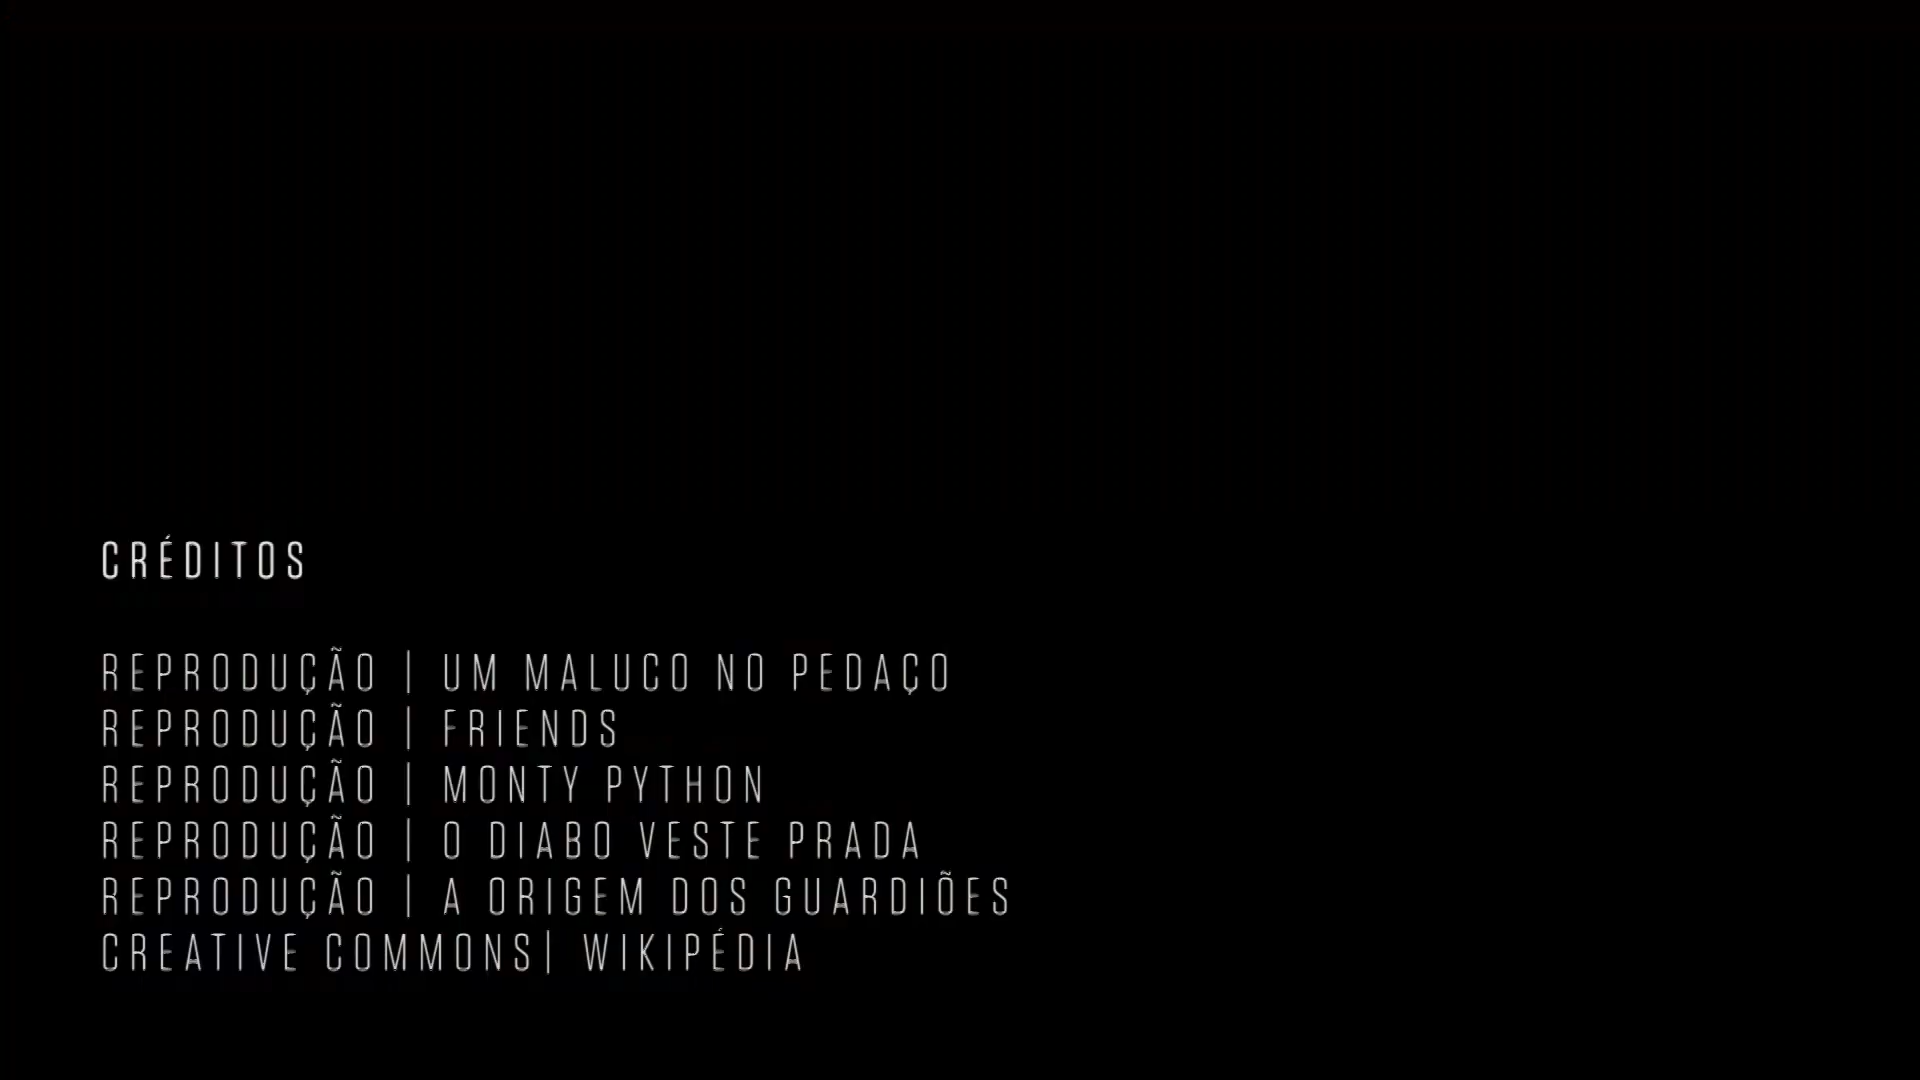 CRÉDITOS
REPRODUÇÃO | UM MALUCO NO PEDAÇO
REPRODUÇÃO | FRIENDS
REPRODUÇÃO | MONTY PYTHON
REPRODUÇÃO | O DIABO VESTE PRADA
REPRODUÇÃO | A ORIGEM DOS GUARDIÕES
CREATIVE COMMONS| WIKIPÉDIA